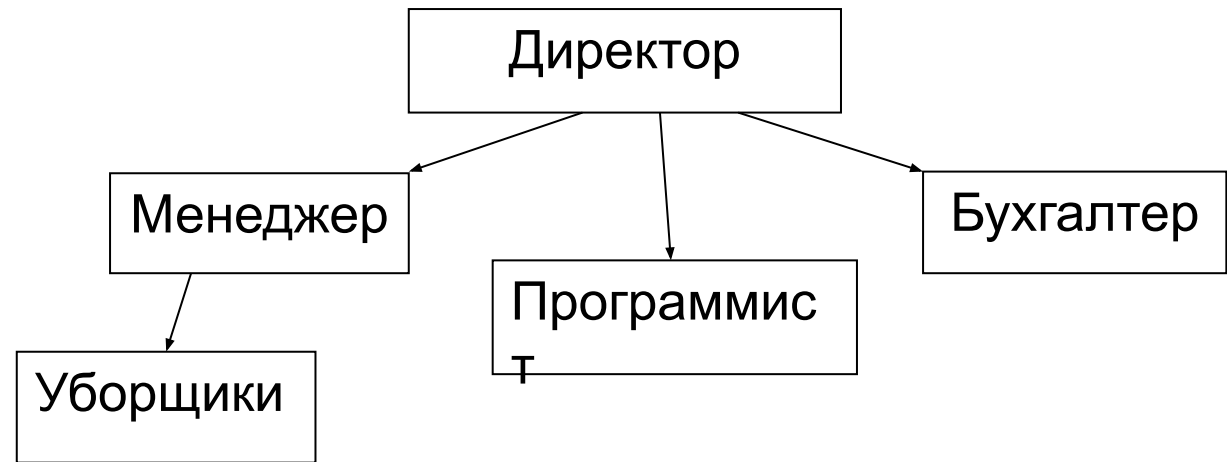 Директор
Менеджер
Бухгалтер
Программис
т
Уборщики